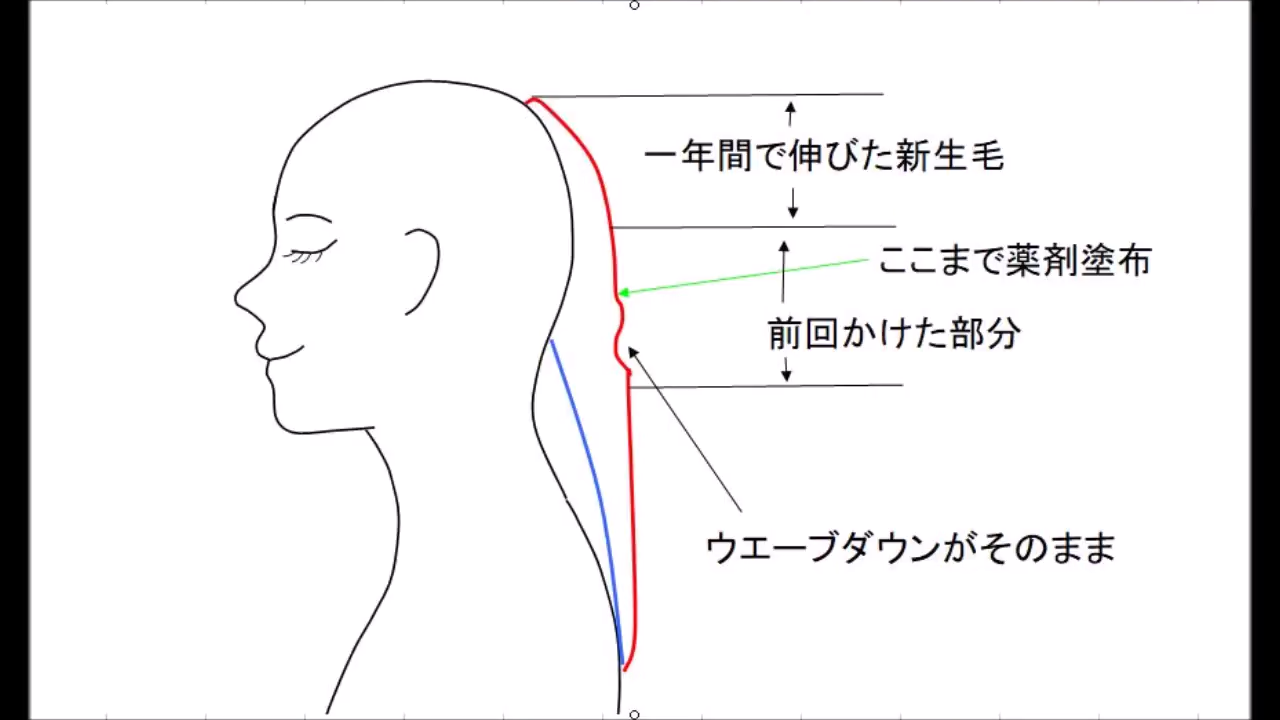 一年間で伸びた新生毛
ここまで薬剤塗布
前回かけた部分
ウエーブダウンがそのまま